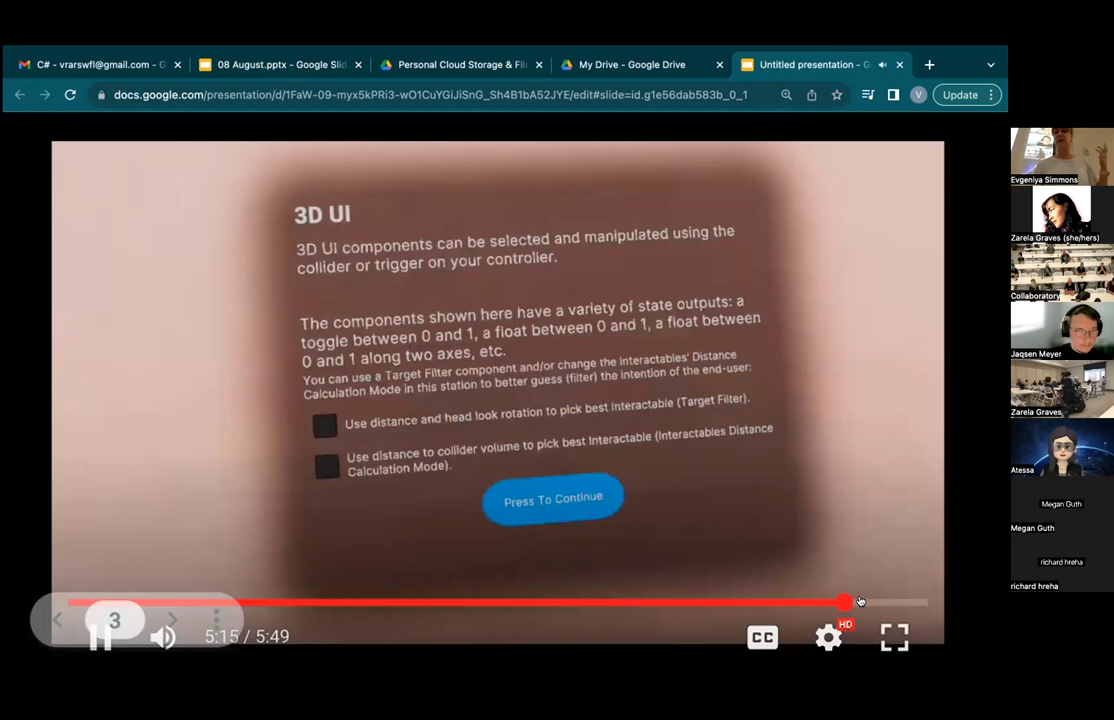 C# - vrarswfl@gmail.com - G
08 August.pptx - Google Slid
Personal Cloud Storage & File
My Drive - Google Drive
Untitled presentation - G
docs.google.com/presentation/d/1FaW-09-myx5kPRi3-wO1CuYGiJiSnG_Sh4B1bA52JYE/edit#slide=id.g1e56dab583b_0_1
V
Update
3D UI
3D UI components can be selected and manipulated using the
collider or trigger on your controller.
The components shown here have a variety of state outputs: a
toggle between 0 and 1, a float between 0 and 1, a float between
0 and 1 along two axes, etc.
You can use a Target Filter component and/or change the interactables' Distance
Calculation Mode in this station to better guess (filter) the intention of the end-user:
Use distance and head look rotation to pick best Interactable (Target Filter).
Use distance to collider volume to pick best Interactable (Interactables Distance
Calculation Mode).
Press To Continue
3
5:15 / 5:49
CC
HD
Evgeniya Simmons
Zarela Graves (she/hers)
Collaboratory
Jaqsen Meyer
Zarela Graves
Atessa
Megan Guth
Megan Guth
richard hreha
richard hreha